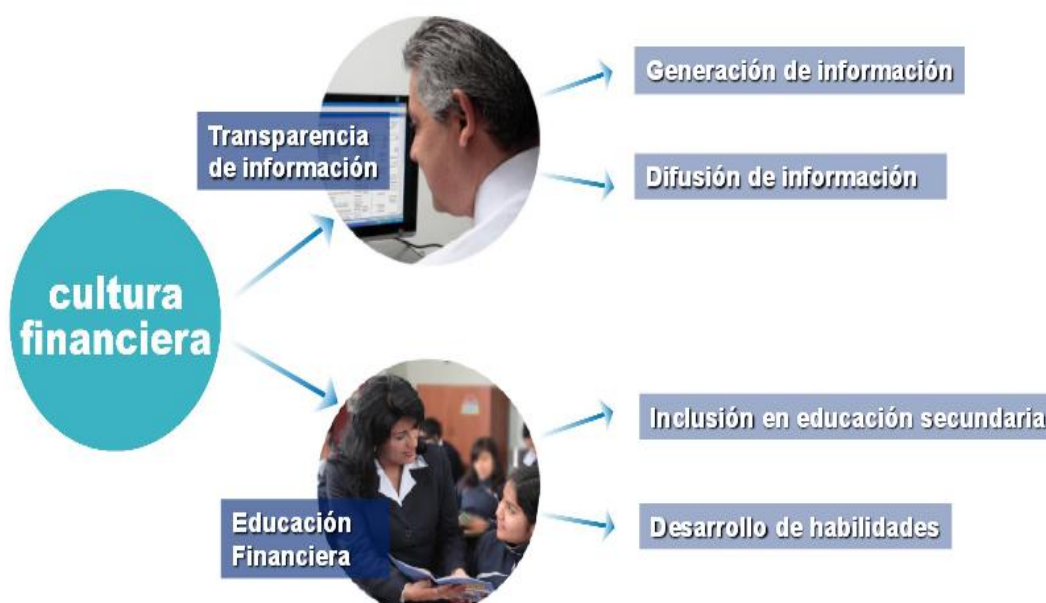 Generación de información
Transparencia
de información
Difusión de información
cultura
financiera
Inclusión en educación secundaria
Educación
Financiera
Desarrollo de habilidades